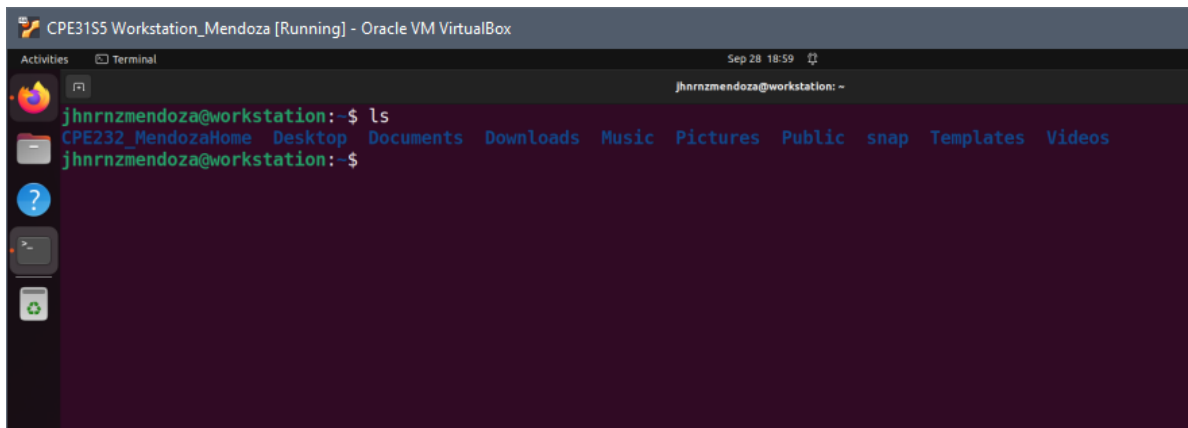 CPE31S5 Workstation_Mendoza [Running] - Oracle VM VirtualBox
Activities Terminal Sep 28 18:59
jhnrnzmendoza@workstation: ~
jhnrnzmendoza@workstation:~$ ls
CPE232_MendozaHome Desktop Documents Downloads Music Pictures Public snap Templates Videos
jhnrnzmendoza@workstation:~$